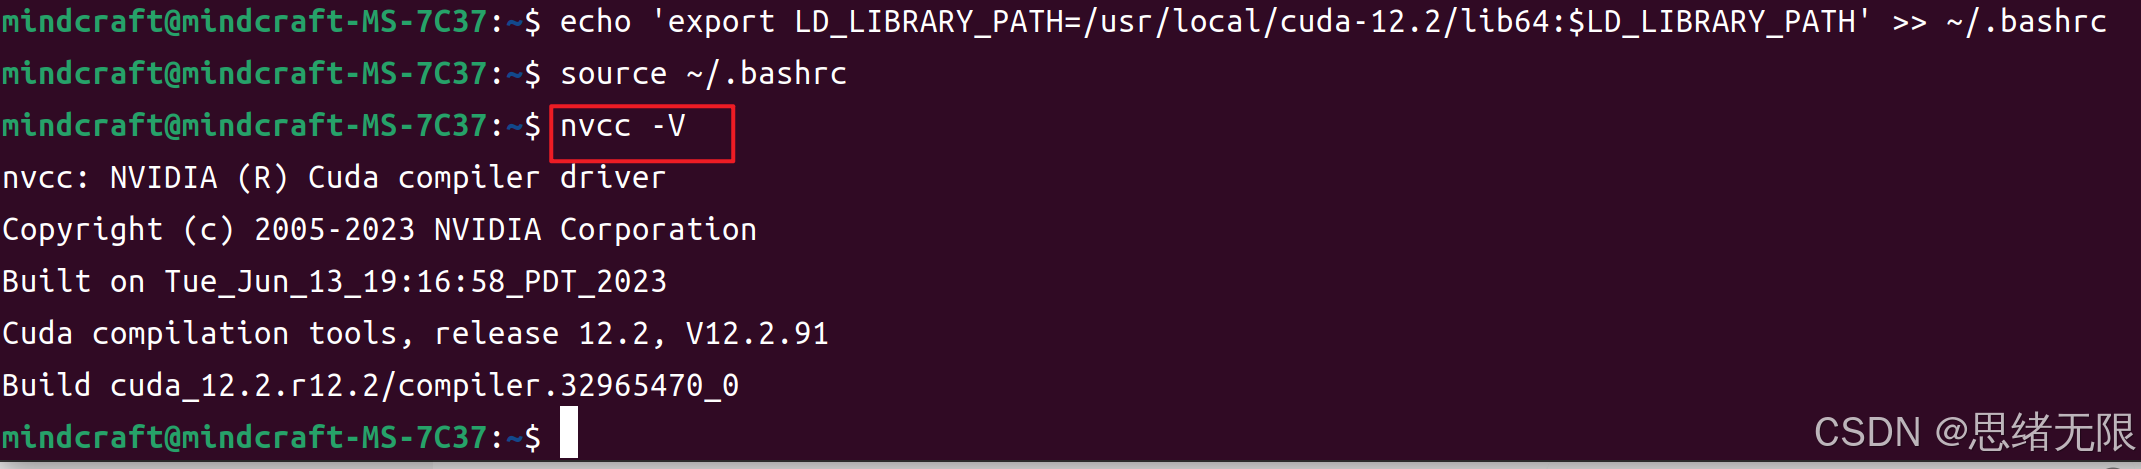 mindcraft@mindcraft-MS-7C37:~$ echo 'export LD_LIBRARY_PATH=/usr/local/cuda-12.2/lib64:$LD_LIBRARY_PATH' >> ~/.bashrc
mindcraft@mindcraft-MS-7C37:~$ source ~/.bashrc
mindcraft@mindcraft-MS-7C37:~$ nvcc -V
nvcc: NVIDIA (R) Cuda compiler driver
Copyright (c) 2005-2023 NVIDIA Corporation
Built on Tue_Jun_13_19:16:58_PDT_2023
Cuda compilation tools, release 12.2, V12.2.91
Build cuda_12.2.r12.2/compiler.32965470_0
mindcraft@mindcraft-MS-7C37:~$
CSDN @思绪无限